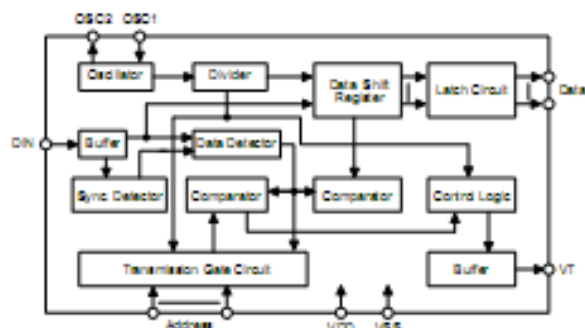 OSC2 OSC1
Oscillator
Divider
Data Shift
Register
Latch Circuit
Data
DIN
Buffer
Data Detector
Sync. Detector
Comparator
Comparator
Control Logic
Transmission Gate Circuit
Buffer
VT
Address
VDD
VSS